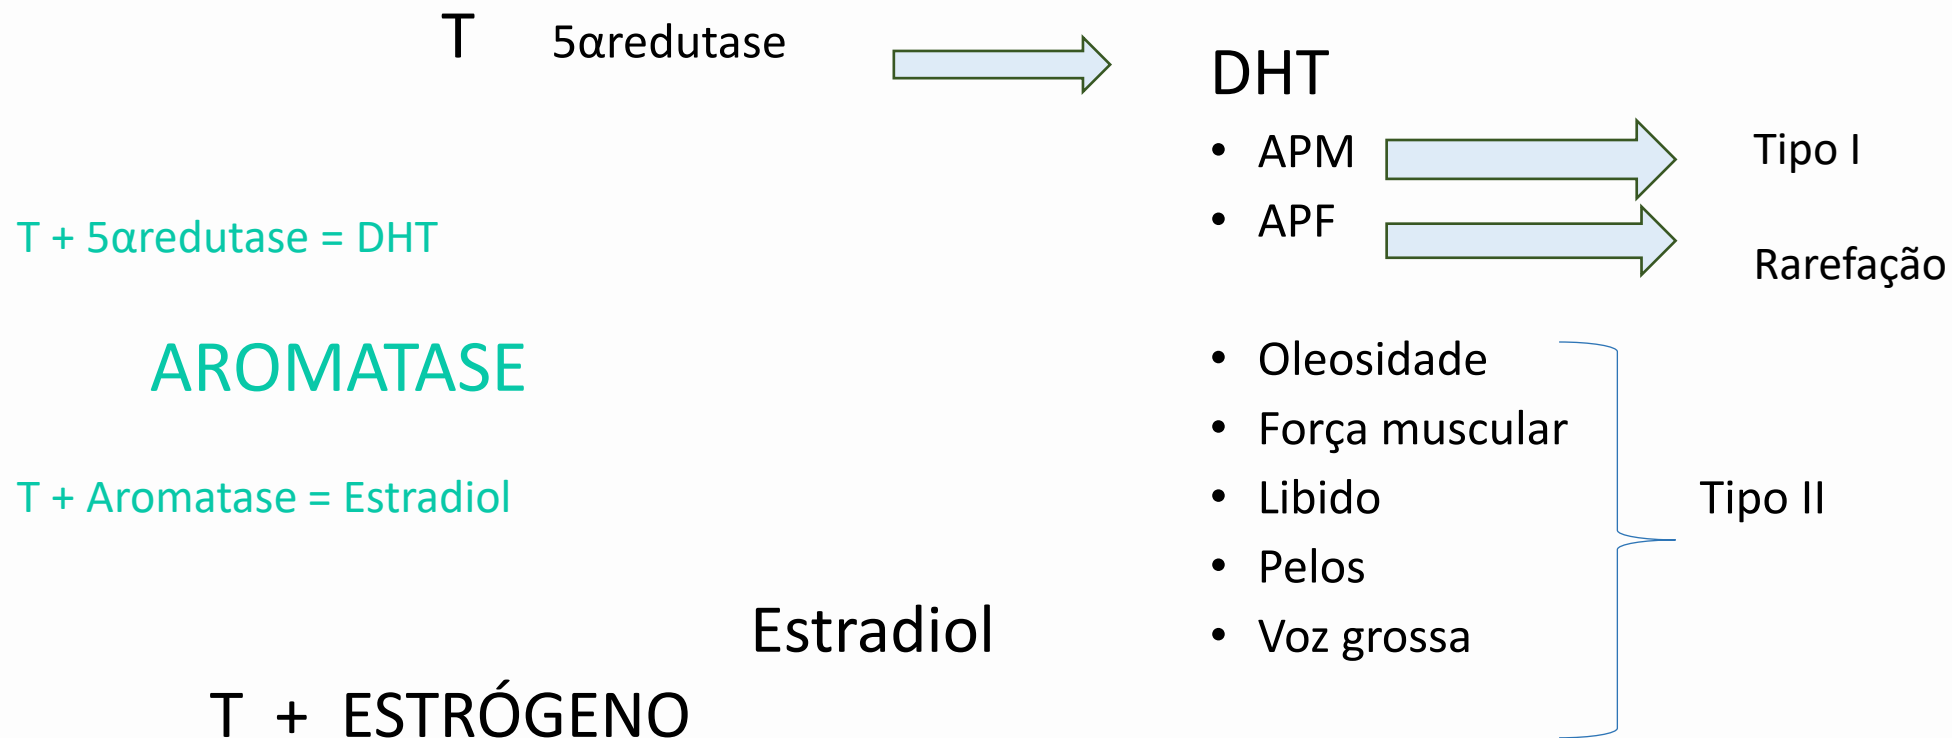 T 5αredutase
DHT
• APM
Tipo I
• APF
T + 5αredutase = DHT
Rarefação
AROMATASE
• Oleosidade
• Força muscular
T + Aromatase = Estradiol
• Libido
Tipo II
• Pelos
Estradiol
• Voz grossa
T + ESTRÓGENO